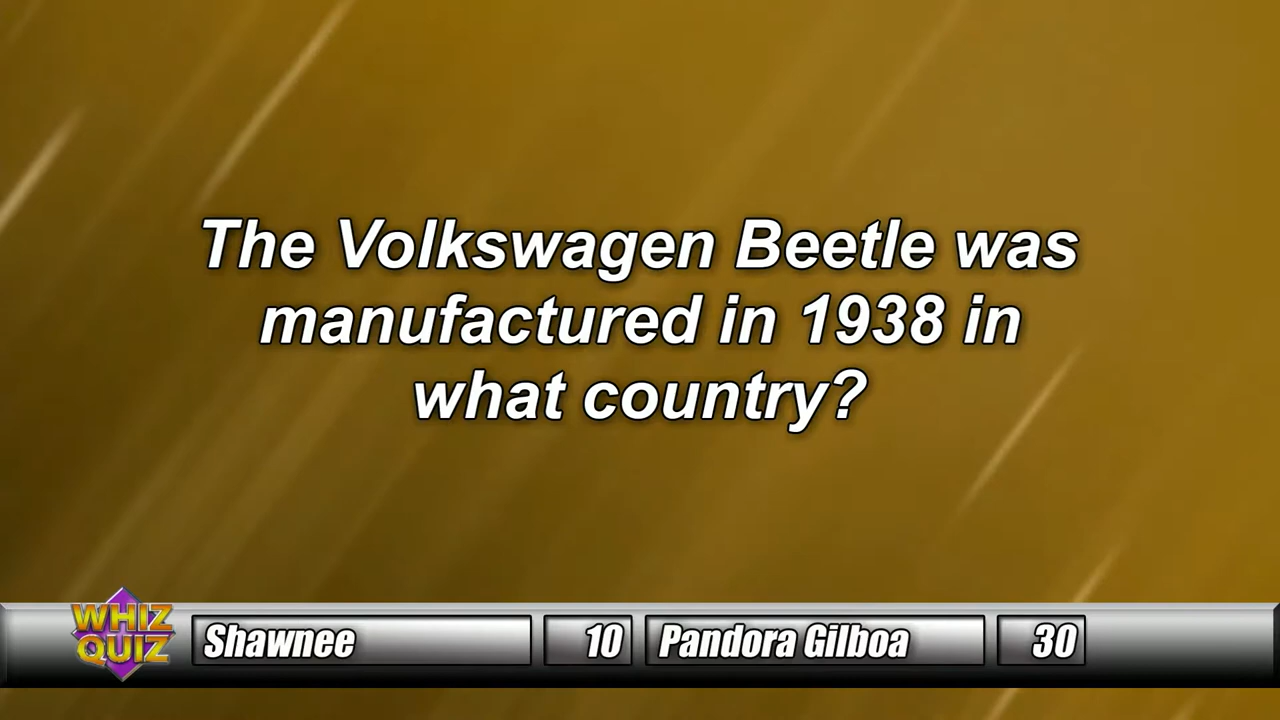 The Volkswagen Beetle was
manufactured in 1938 in
what country?
WHIZ
QUIZ
Shawnee 10 Pandora Gilboa 30